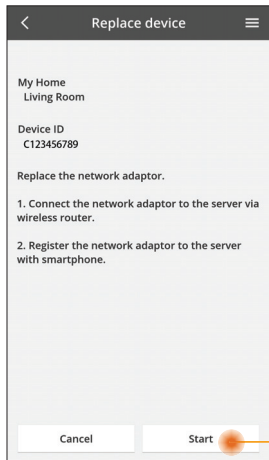 Replace device
My Home
Living Room
Device ID
C123456789
Replace the network adaptor.
1. Connect the network adaptor to the server via
wireless router.
2. Register the network adaptor to the server
with smartphone.
Cancel
Start